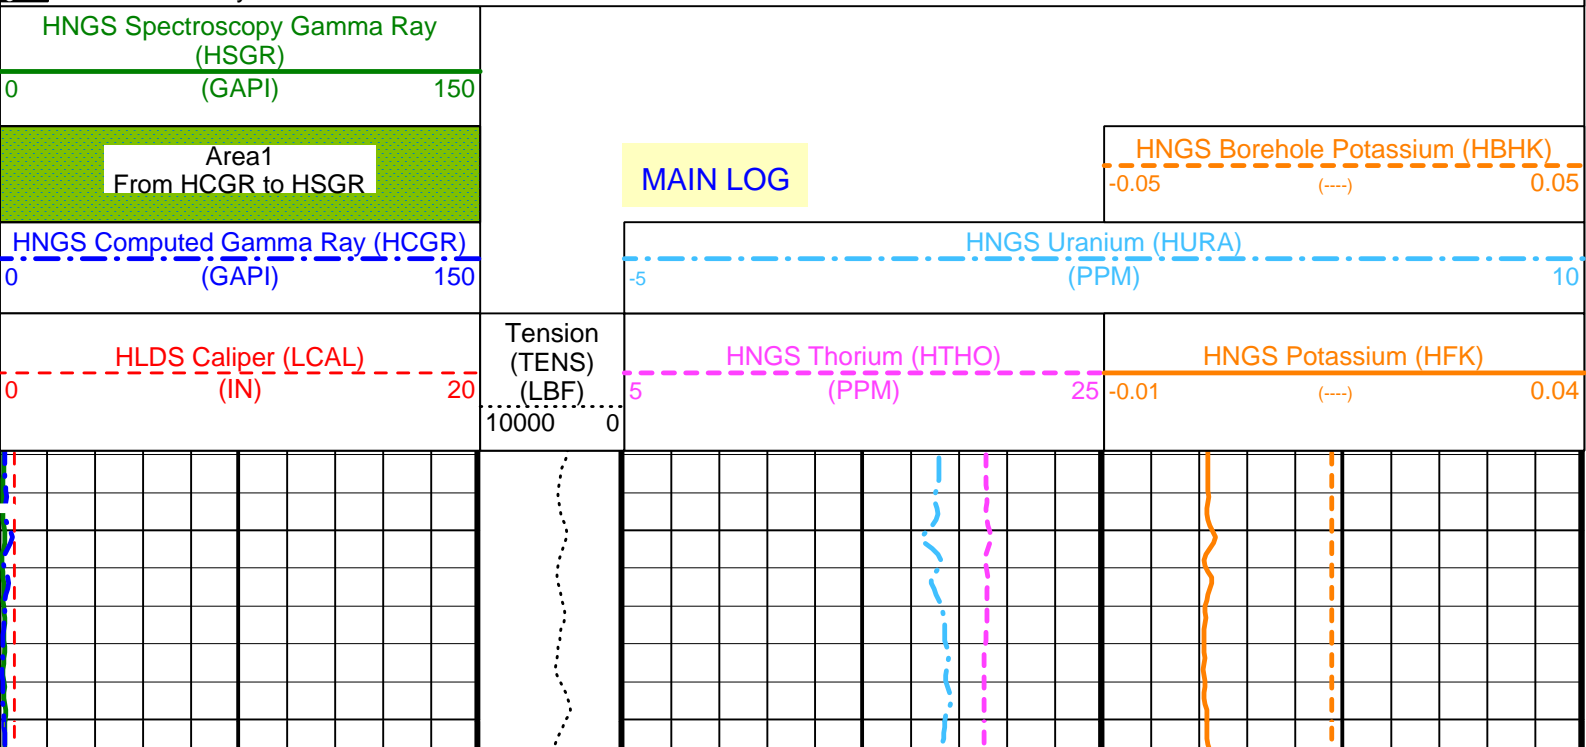 HNGS Spectroscopy Gamma Ray
(HSGR)
0 (GAPI) 150
Area1
From HCGR to HSGR
MAIN LOG
HNGS Borehole Potassium (HBHK)
-0.05 (----) 0.05
HNGS Computed Gamma Ray (HCGR)
0 (GAPI) 150
HNGS Uranium (HURA)
-5 (PPM) 10
HLDS Caliper (LCAL)
0 (IN) 20
Tension
(TENS)
(LBF)
10000 0
HNGS Thorium (HTHO)
5 (PPM) 25
HNGS Potassium (HFK)
-0.01 (----) 0.04